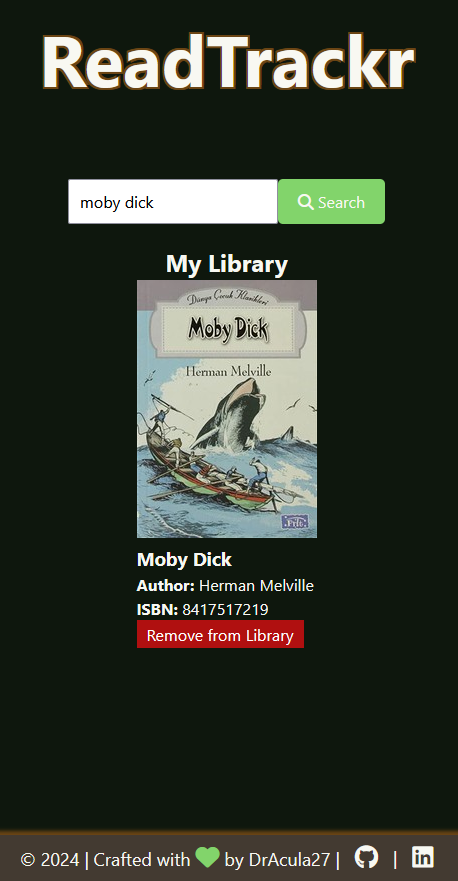 ReadTrackr
moby dick
Search
My Library
Dünya Çocuk Klasikleri
Moby Dick
Herman Melville
Moby Dick
Author: Herman Melville
ISBN: 8417517219
Remove from Library
© 2024 | Crafted with by DrAcula27 | |